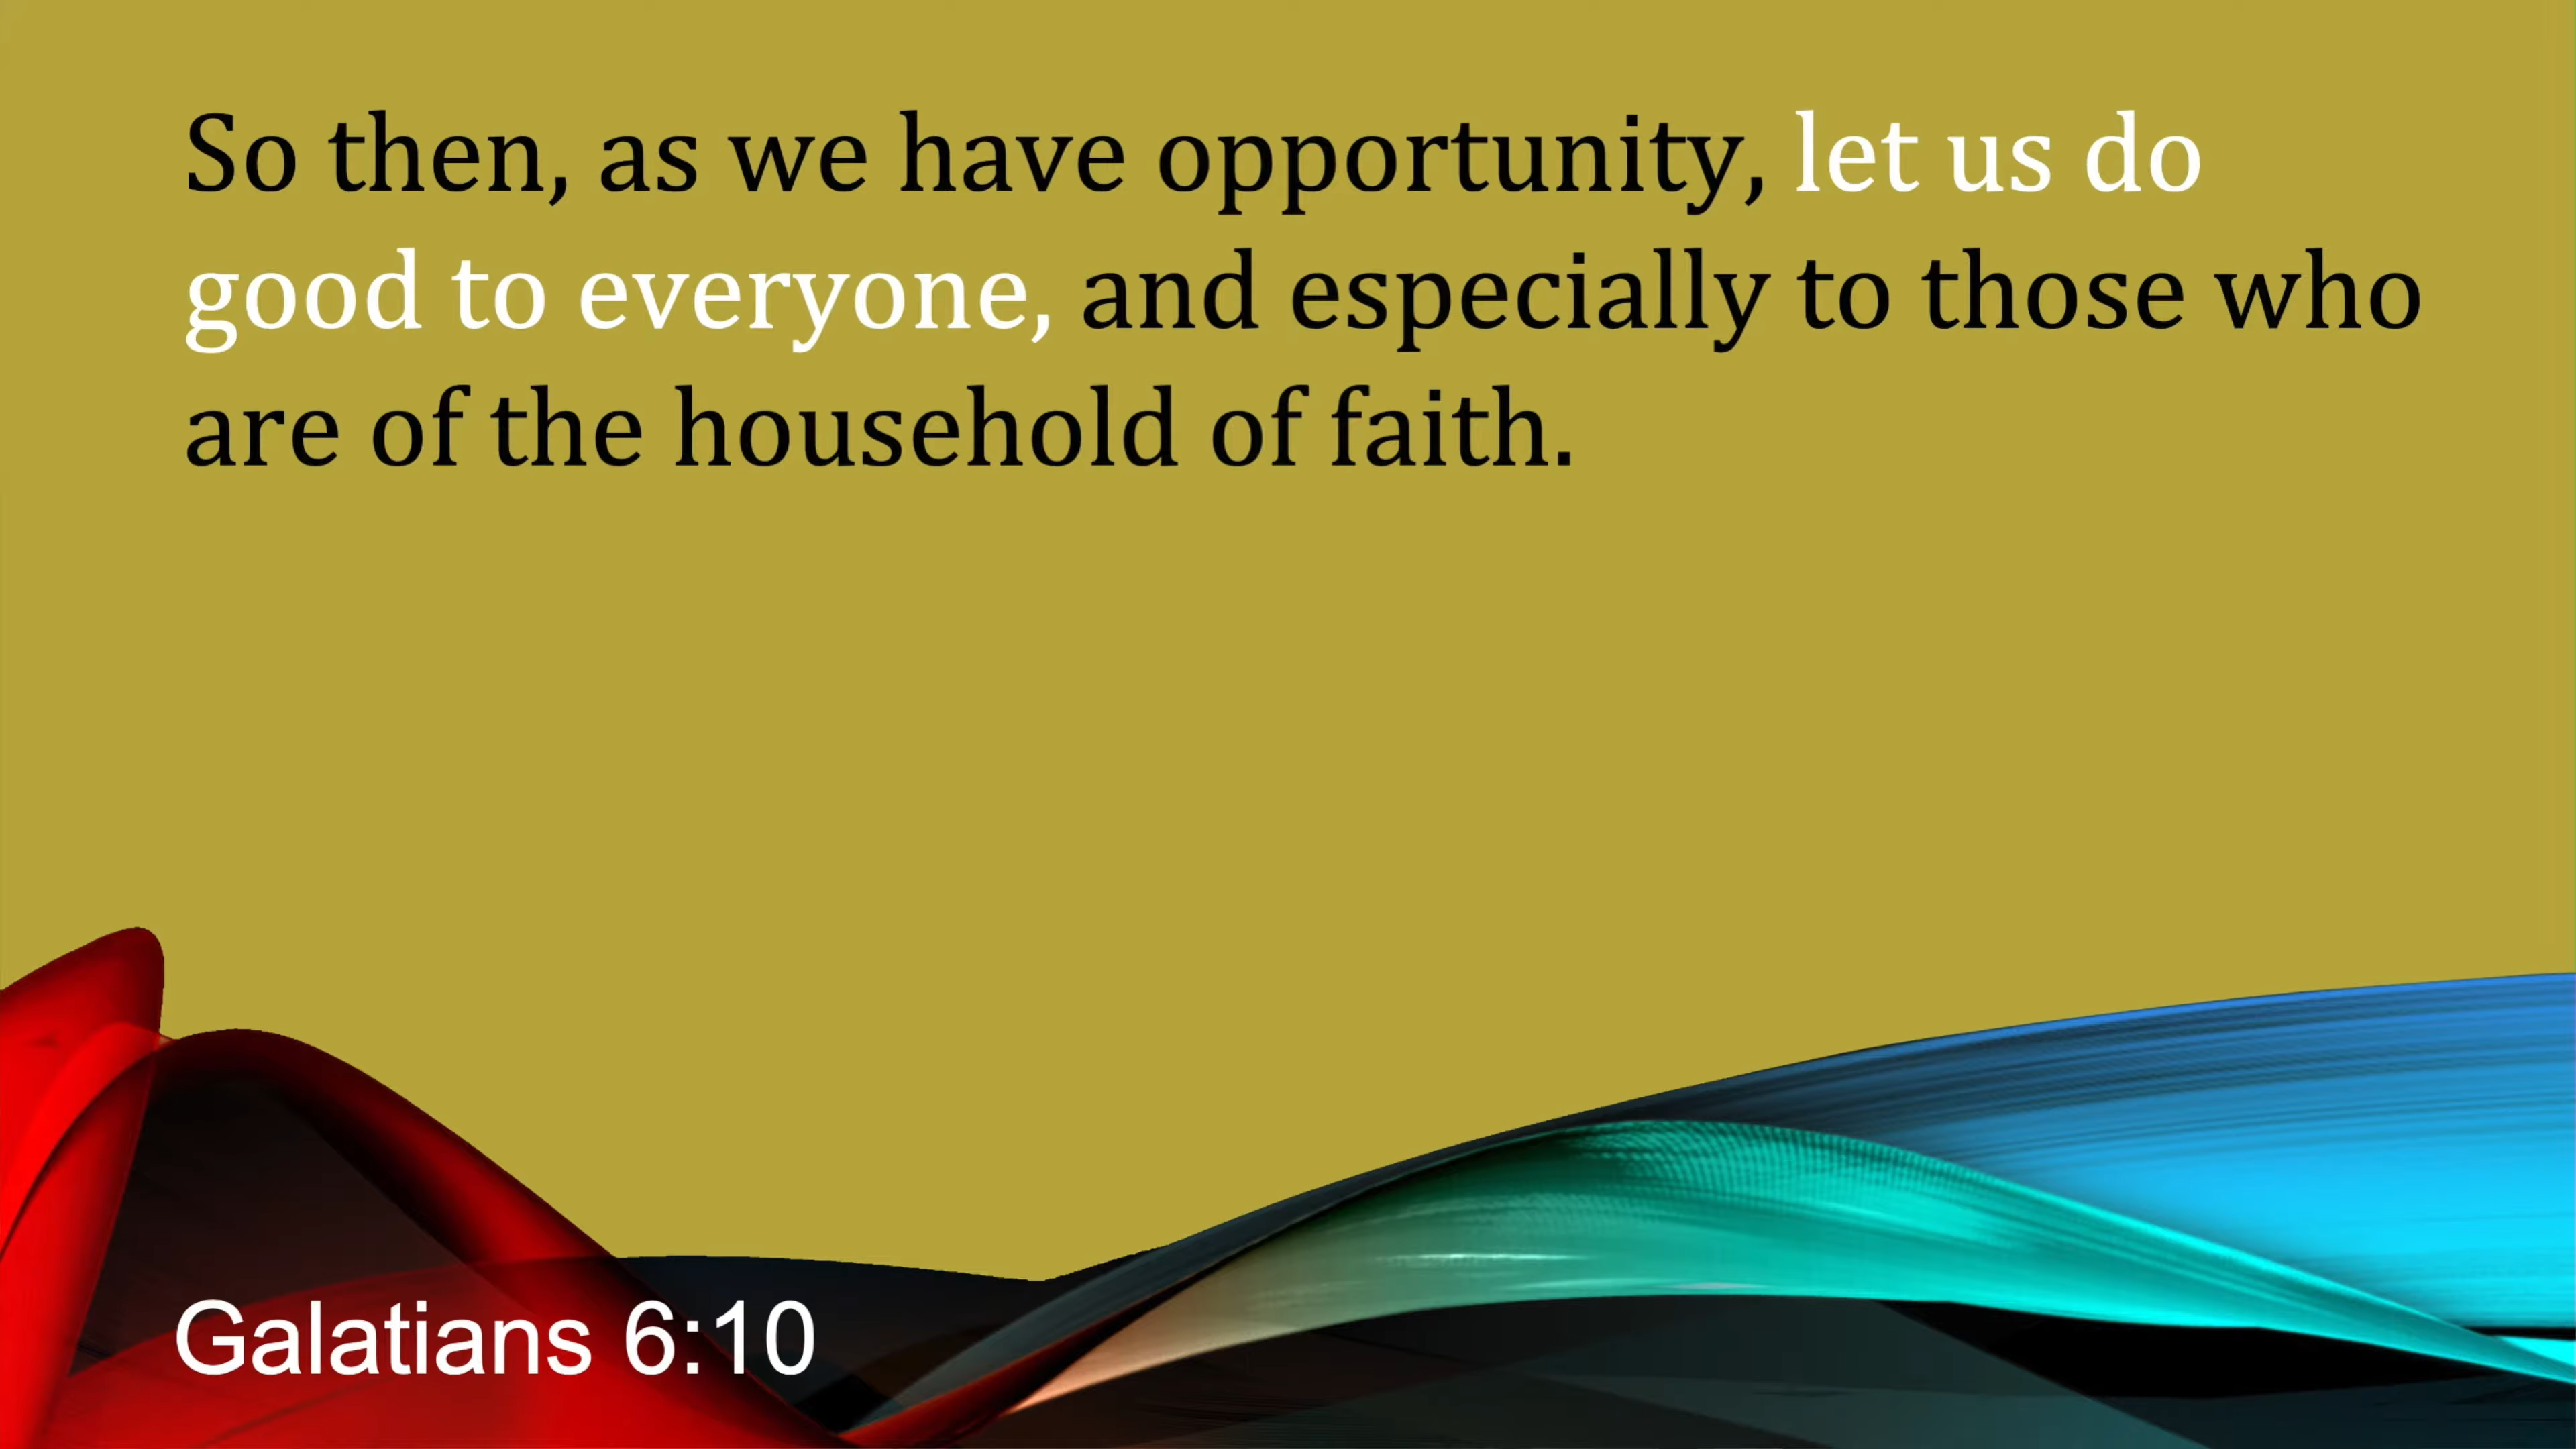 So then, as we have opportunity, let us do
good to everyone, and especially to those who
are of the household of faith.
Galatians 6:10